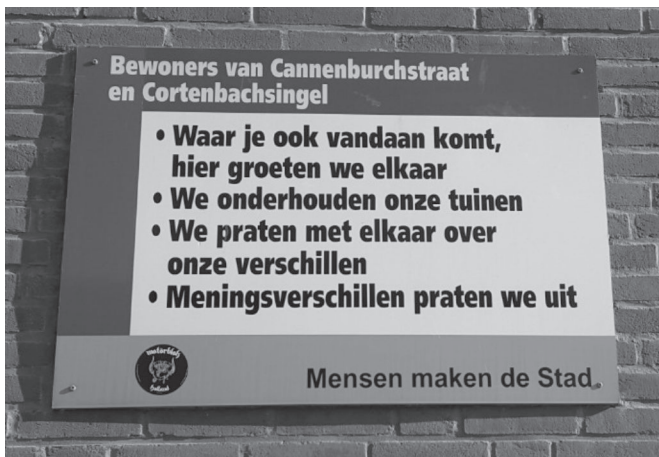 Bewoners van Cannenburchstraat
en Cortenbachsingel
• Waar je ook vandaan komt,
hier groeten we elkaar
• We onderhouden onze tuinen
• We praten met elkaar over
onze verschillen
• Meningsverschillen praten we uit
Mensen maken de Stad